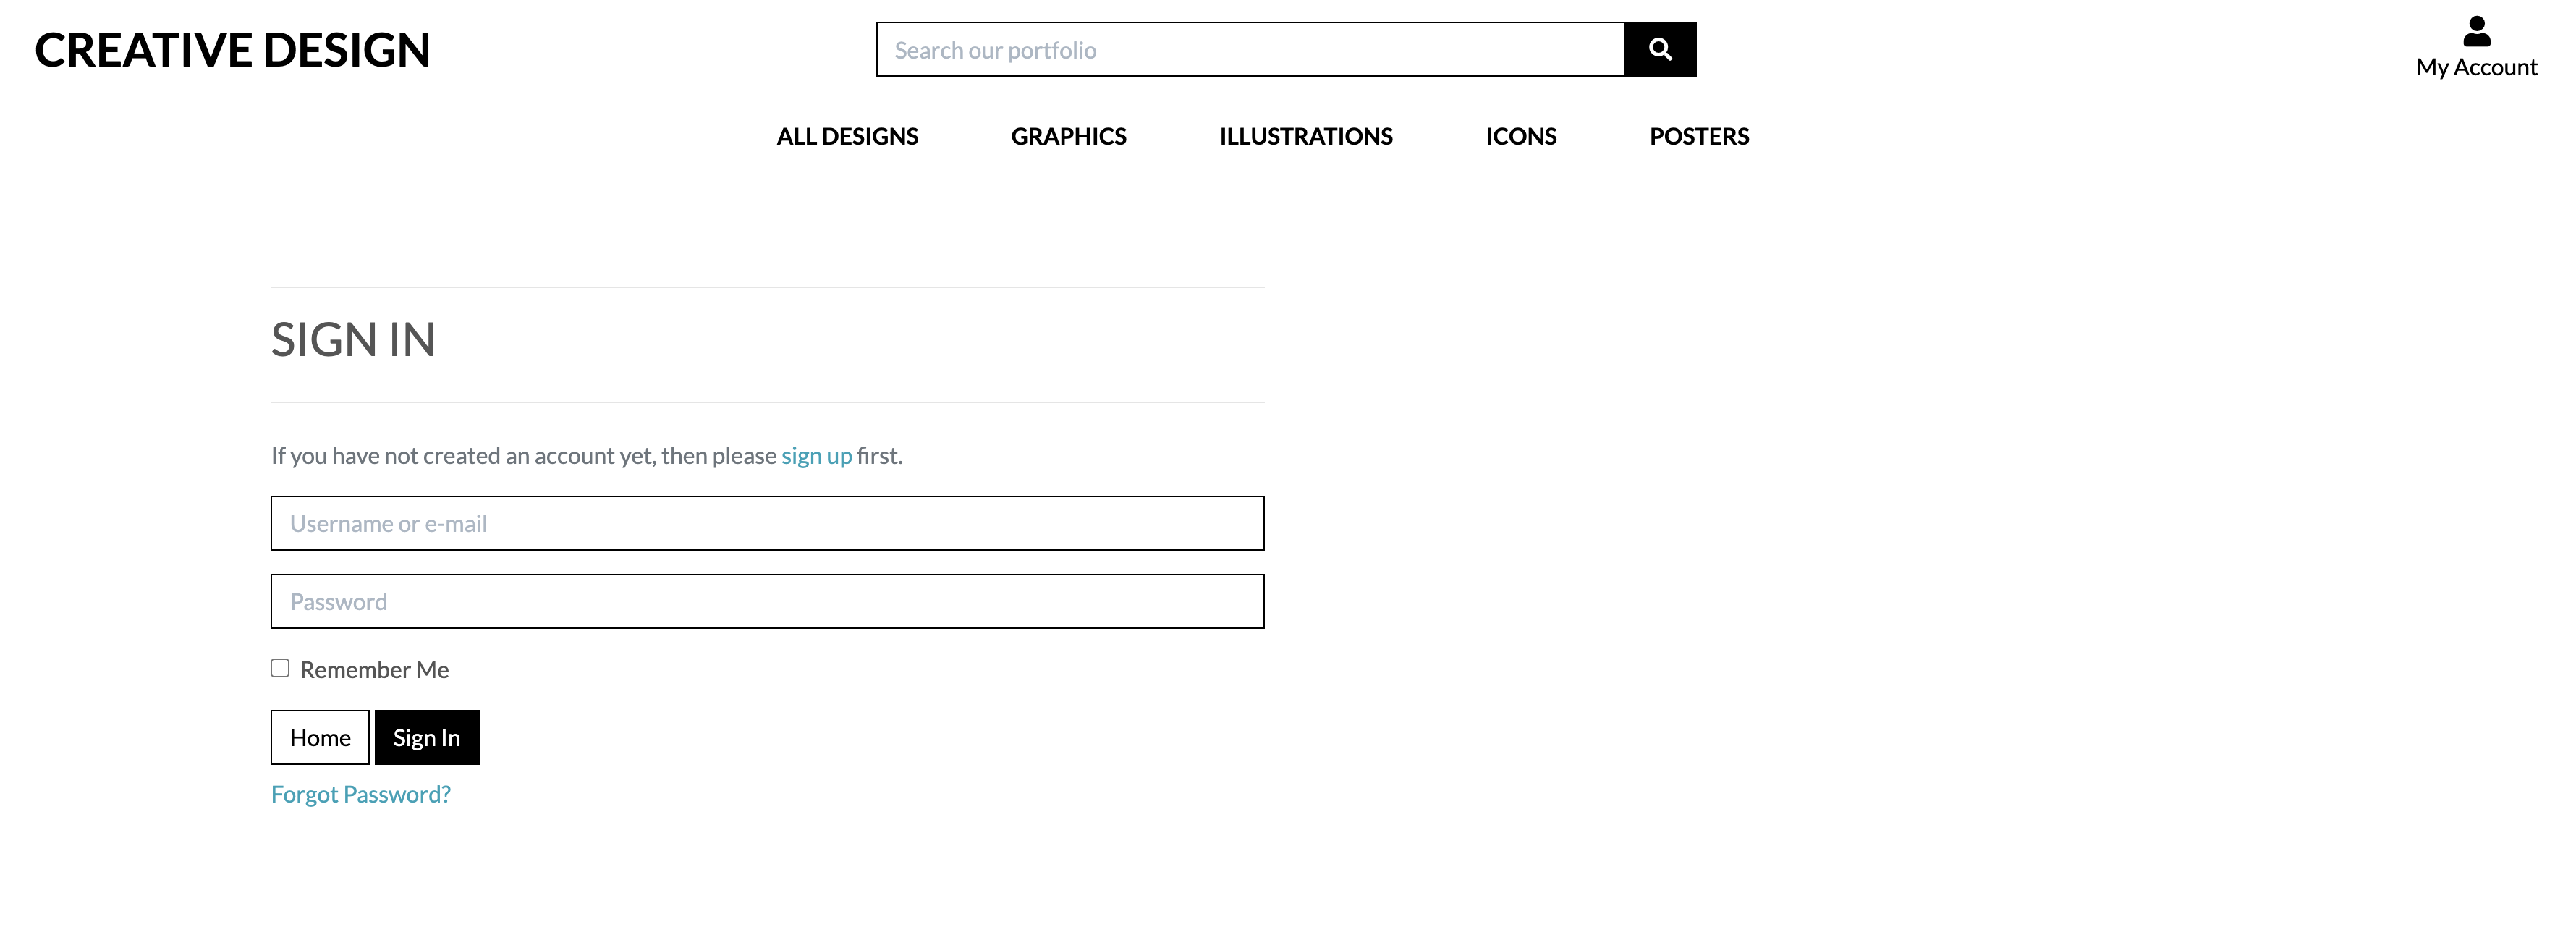 CREATIVE DESIGN
Search our portfolio
My Account
ALL DESIGNS GRAPHICS ILLUSTRATIONS ICONS POSTERS
SIGN IN
If you have not created an account yet, then please sign up first.
Username or e-mail
Password
Remember Me
Home Sign In
Forgot Password?